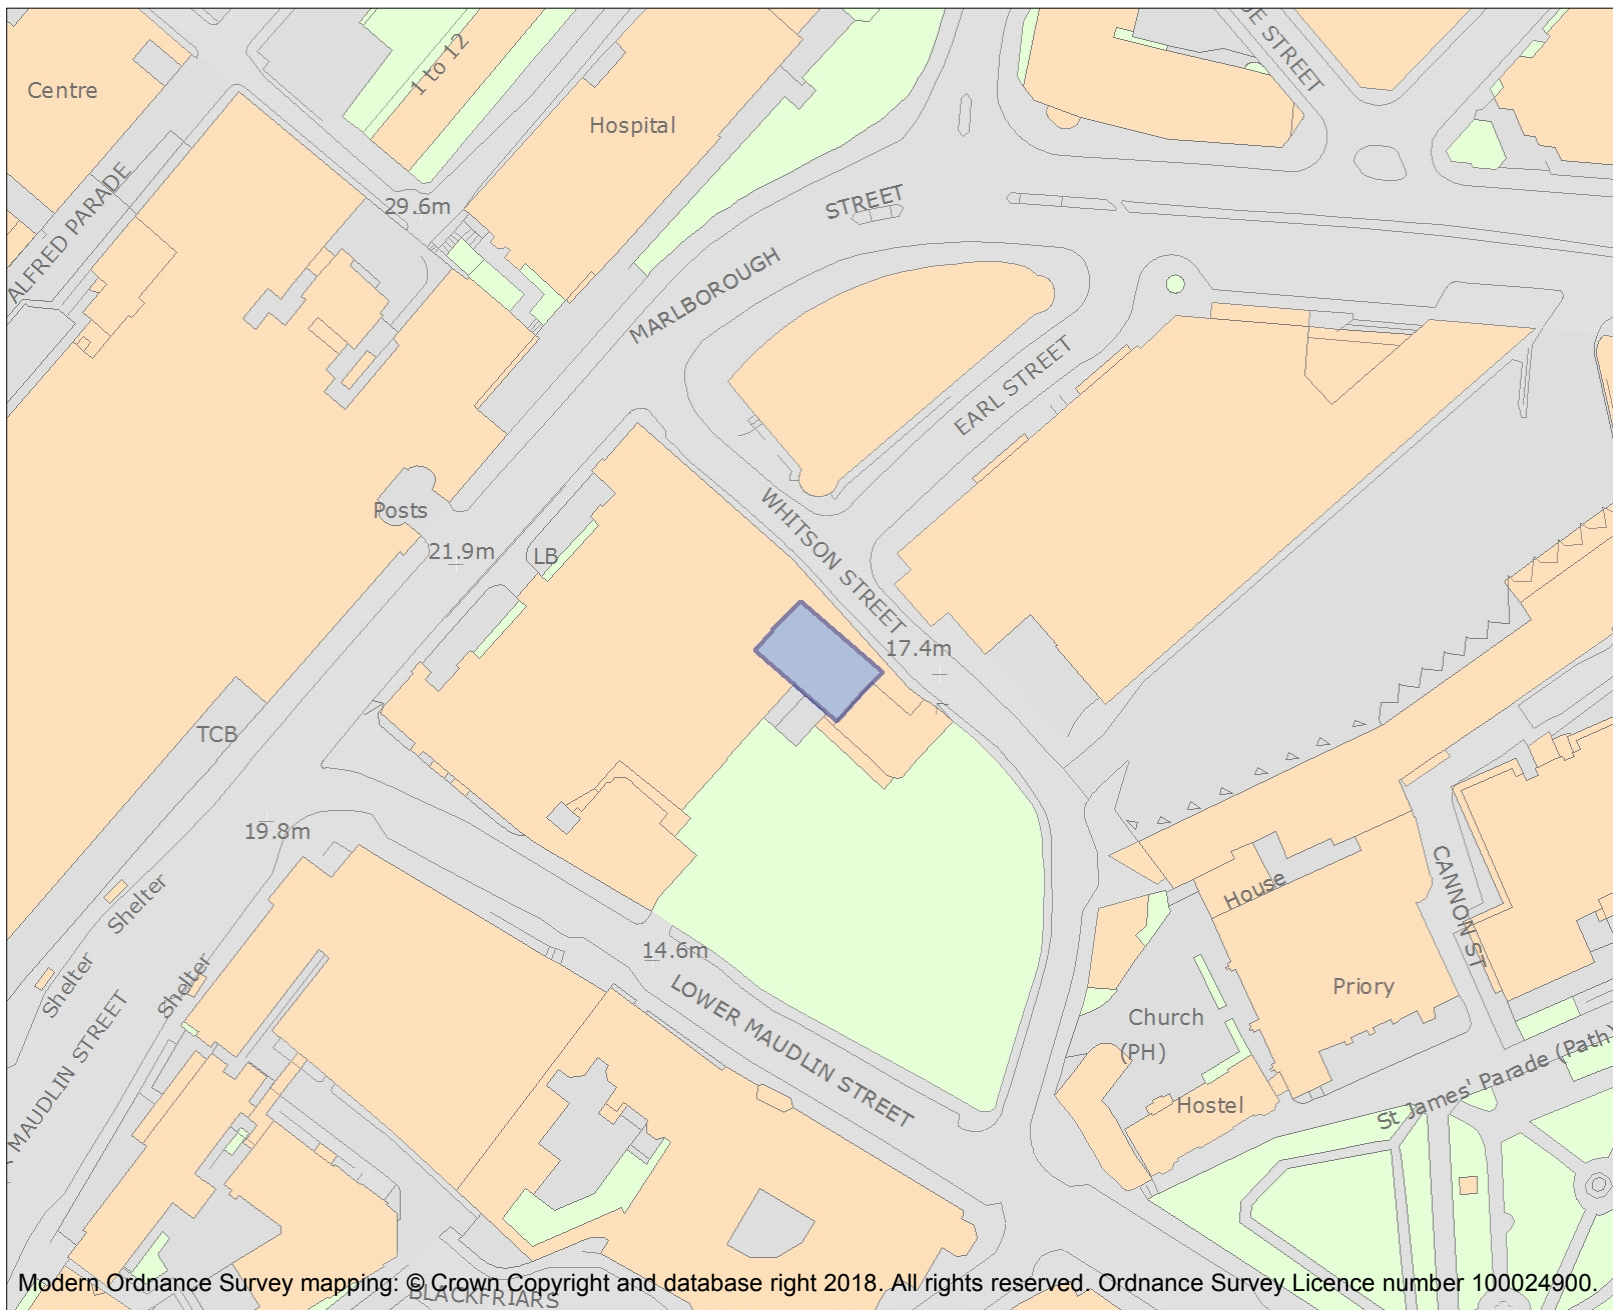 Centre
1 to 12
Hospital
DE STREET
ALFRED PARADE
29.6m
STREET
MARLBOROUGH
EARL STREET
Posts
21.9m
LB
WHITSON STREET
17.4m
TCB
19.8m
Shelter
Shelter
Shelter
MAUDLIN STREET
14.6m
LOWER MAUDLIN STREET
House
CANNON ST
Priory
Church
(PH)
Hostel
St James' Parade (Path)
BLACKFRIARS
Modern Ordnance Survey mapping: © Crown Copyright and database right 2018. All rights reserved. Ordnance Survey Licence number 100024900.